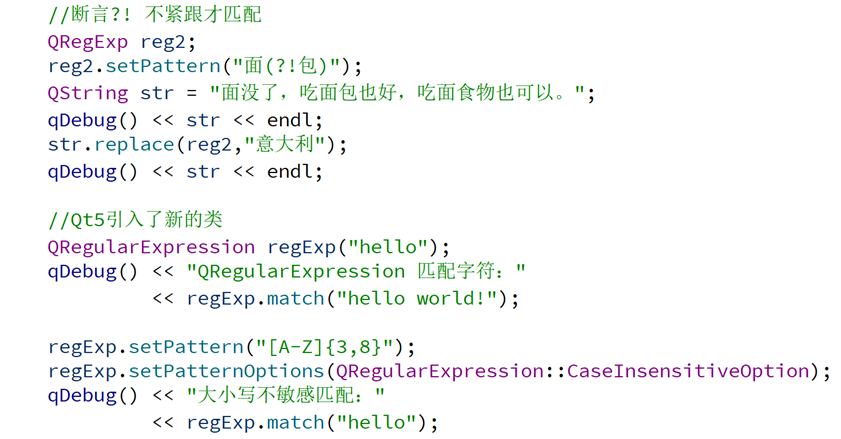 //断言?! 不紧跟才匹配
QRegExp reg2;
reg2.setPattern("面(?!包)");
QString str = "面没了，吃面包也好，吃面食物也可以。";
qDebug() << str << endl;
str.replace(reg2,"意大利");
qDebug() << str << endl;
//Qt5引入了新的类
QRegularExpression regExp("hello");
qDebug() << "QRegularExpression 匹配字符："
<< regExp.match("hello world!");
regExp.setPattern("[A-Z]{3,8}");
regExp.setPatternOptions(QRegularExpression::CaseInsensitiveOption);
qDebug() << "大小写不敏感匹配："
<< regExp.match("hello");